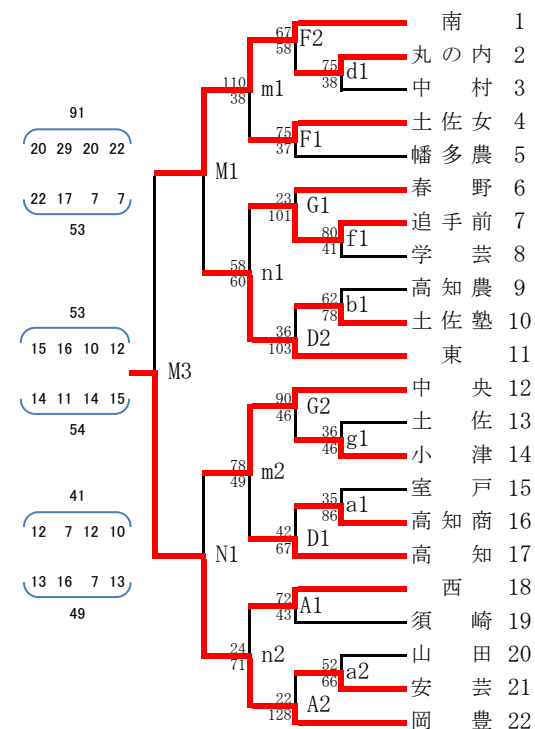 南 1
67 58 F2
丸の内 2
75 38 d1
中村 3
110 38 m1
土佐女 4
75 37 F1
幡多農 5
91
20 29 20 22
M1
22 17 7 7
53
春野 6
23 101 G1
追手前 7
80 41 f1
学芸 8
58 60 n1
高知農 9
62 78 b1
土佐塾 10
36 103 D2
東 11
53
15 16 10 12
M3
14 11 14 15
54
中央 12
90 46 G2
土佐 13
36 46 g1
小津 14
78 49 m2
室戸 15
35 86 a1
高知商 16
42 67 D1
高知 17
41
12 7 12 10
N1
13 16 7 13
49
西 18
72 43 A1
須崎 19
24 71 n2
山田 20
52 66 a2
安芸 21
22 128 A2
岡豊 22